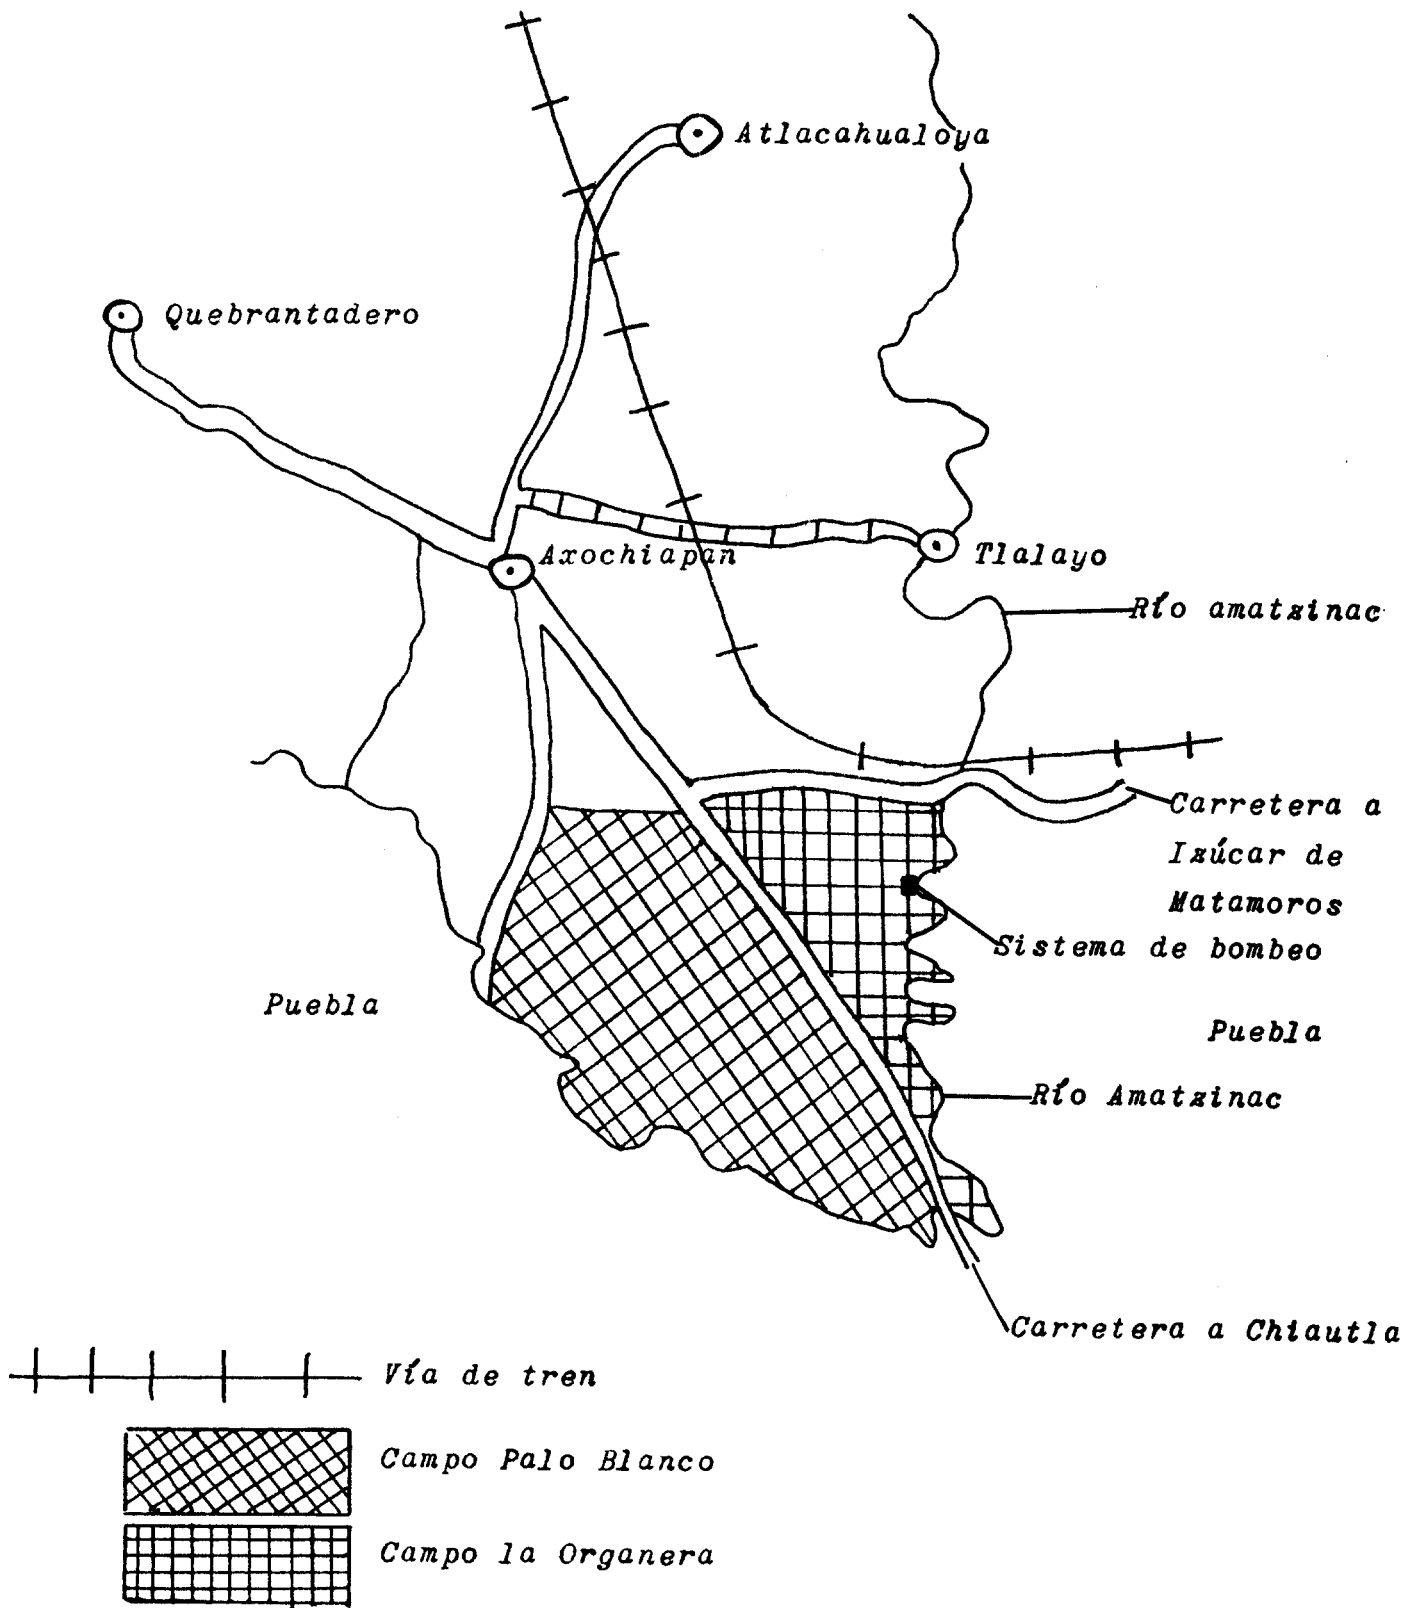 Atlacahualoya
Quebrantadero
Axochiapan
Tlalayo
Río amatzinac
Carretera a
Izúcar de
Matamoros
Sistema de bombeo
Puebla
Puebla
Río Amatzinac
Carretera a Chiautla
Vía de tren
Campo Palo Blanco
Campo la Organera